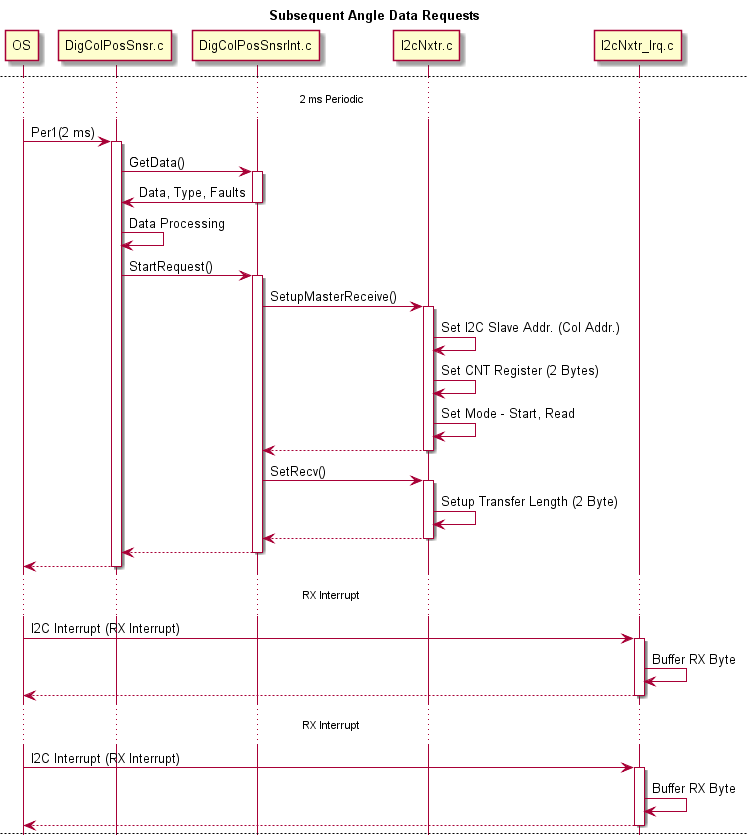 Subsequent Angle Data Requests
OS
DigColPosSnsr.c
DigColPosSnsrInt.c
I2cNxtr.c
I2cNxtr_Irq.c
2 ms Periodic
Per1(2 ms)
GetData()
Data, Type, Faults
Data Processing
StartRequest()
SetupMasterReceive()
Set I2C Slave Addr. (Col Addr.)
Set CNT Register (2 Bytes)
Set Mode - Start, Read
SetRecv()
Setup Transfer Length (2 Byte)
RX Interrupt
I2C Interrupt (RX Interrupt)
Buffer RX Byte
RX Interrupt
I2C Interrupt (RX Interrupt)
Buffer RX Byte